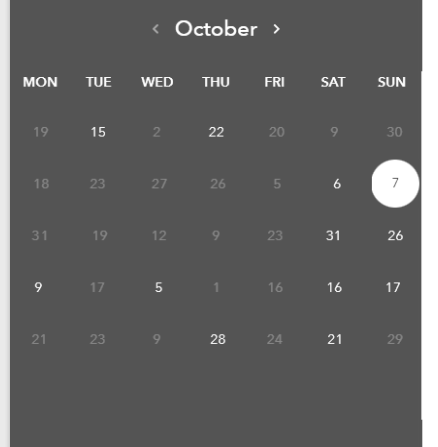 ‹ October ›
MON TUE WED THU FRI SAT SUN
19 15 2 22 20 9 30
18 23 27 26 5 6 7
31 19 12 9 23 31 26
9 17 5 1 16 16 17
21 23 9 28 24 21 29